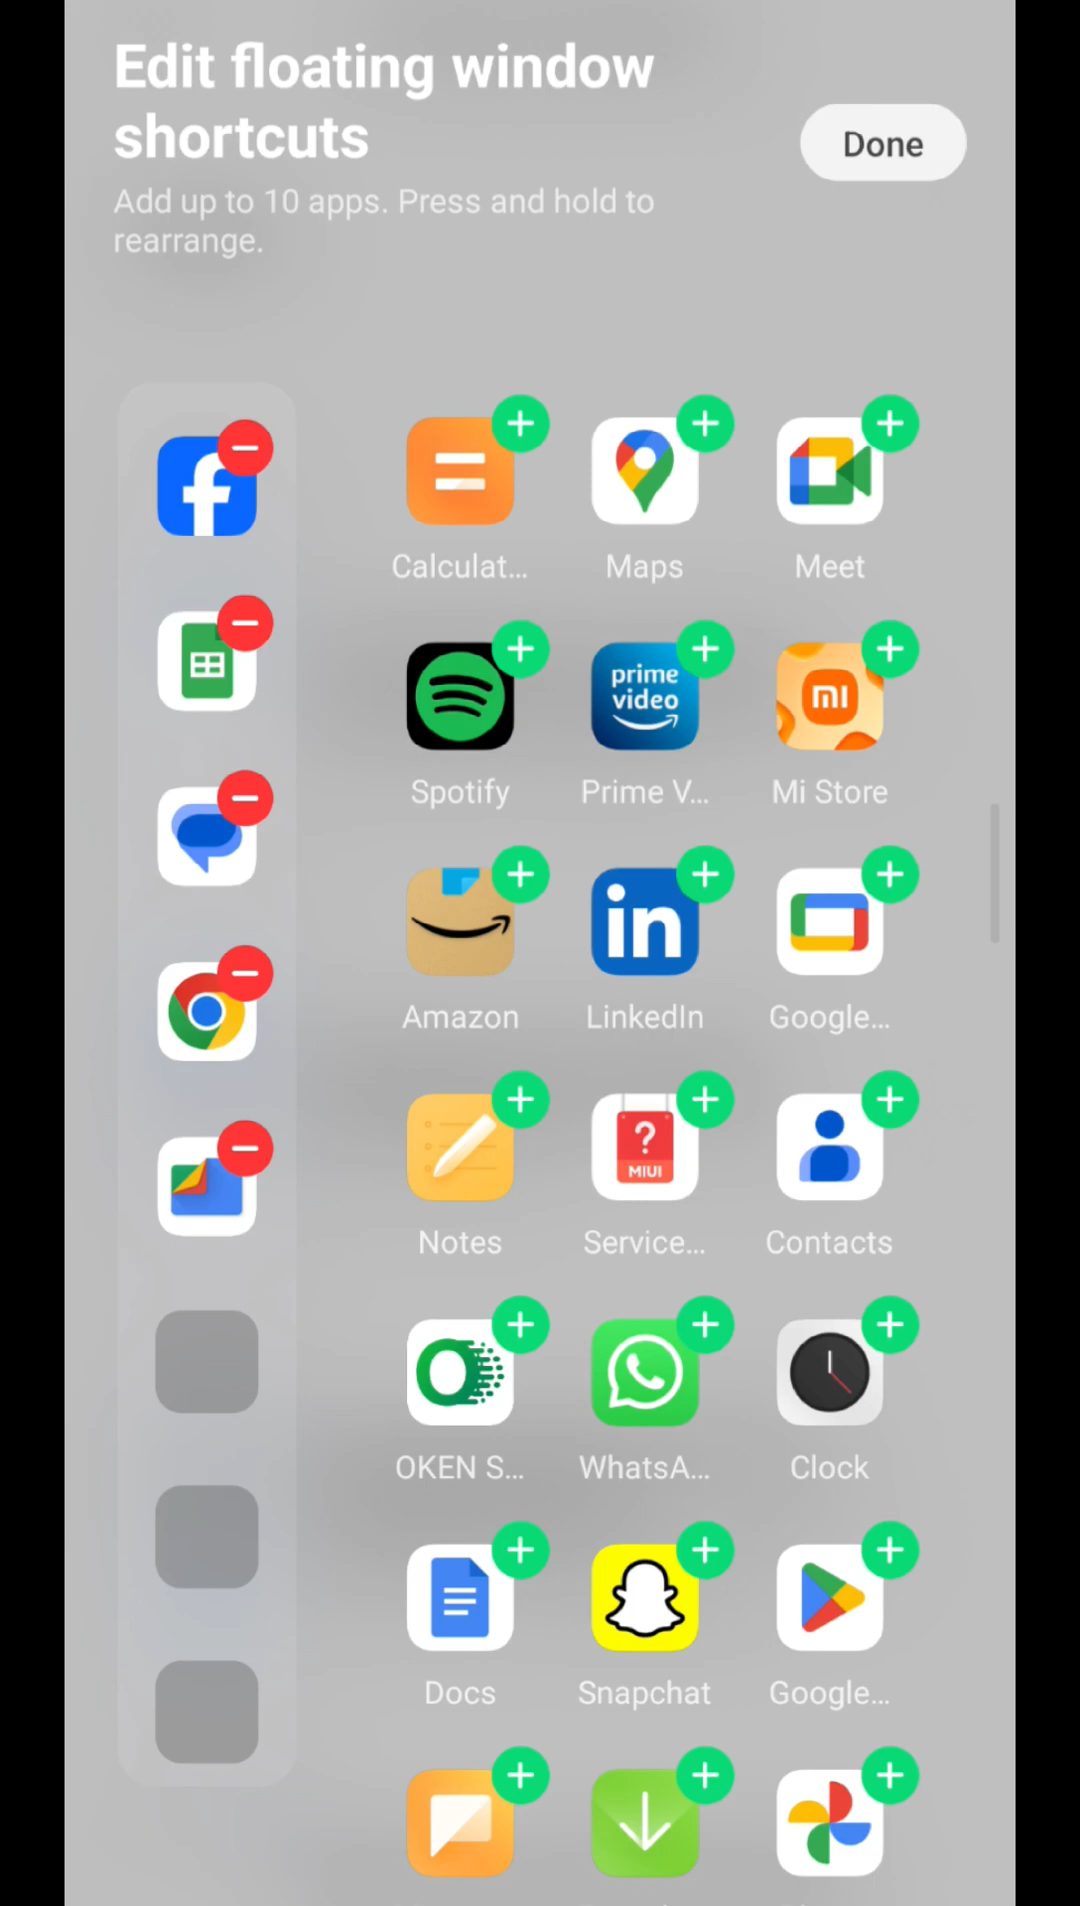 Edit floating window
shortcuts
Done
Add up to 10 apps. Press and hold to
rearrange.
Calculat...
Maps
Meet
prime
video
mi
Spotify
Prime V...
Mi Store
in
Amazon
LinkedIn
Google...
?
MIUI
Notes
Service...
Contacts
OKEN S...
WhatsA...
Clock
Docs
Snapchat
Google...